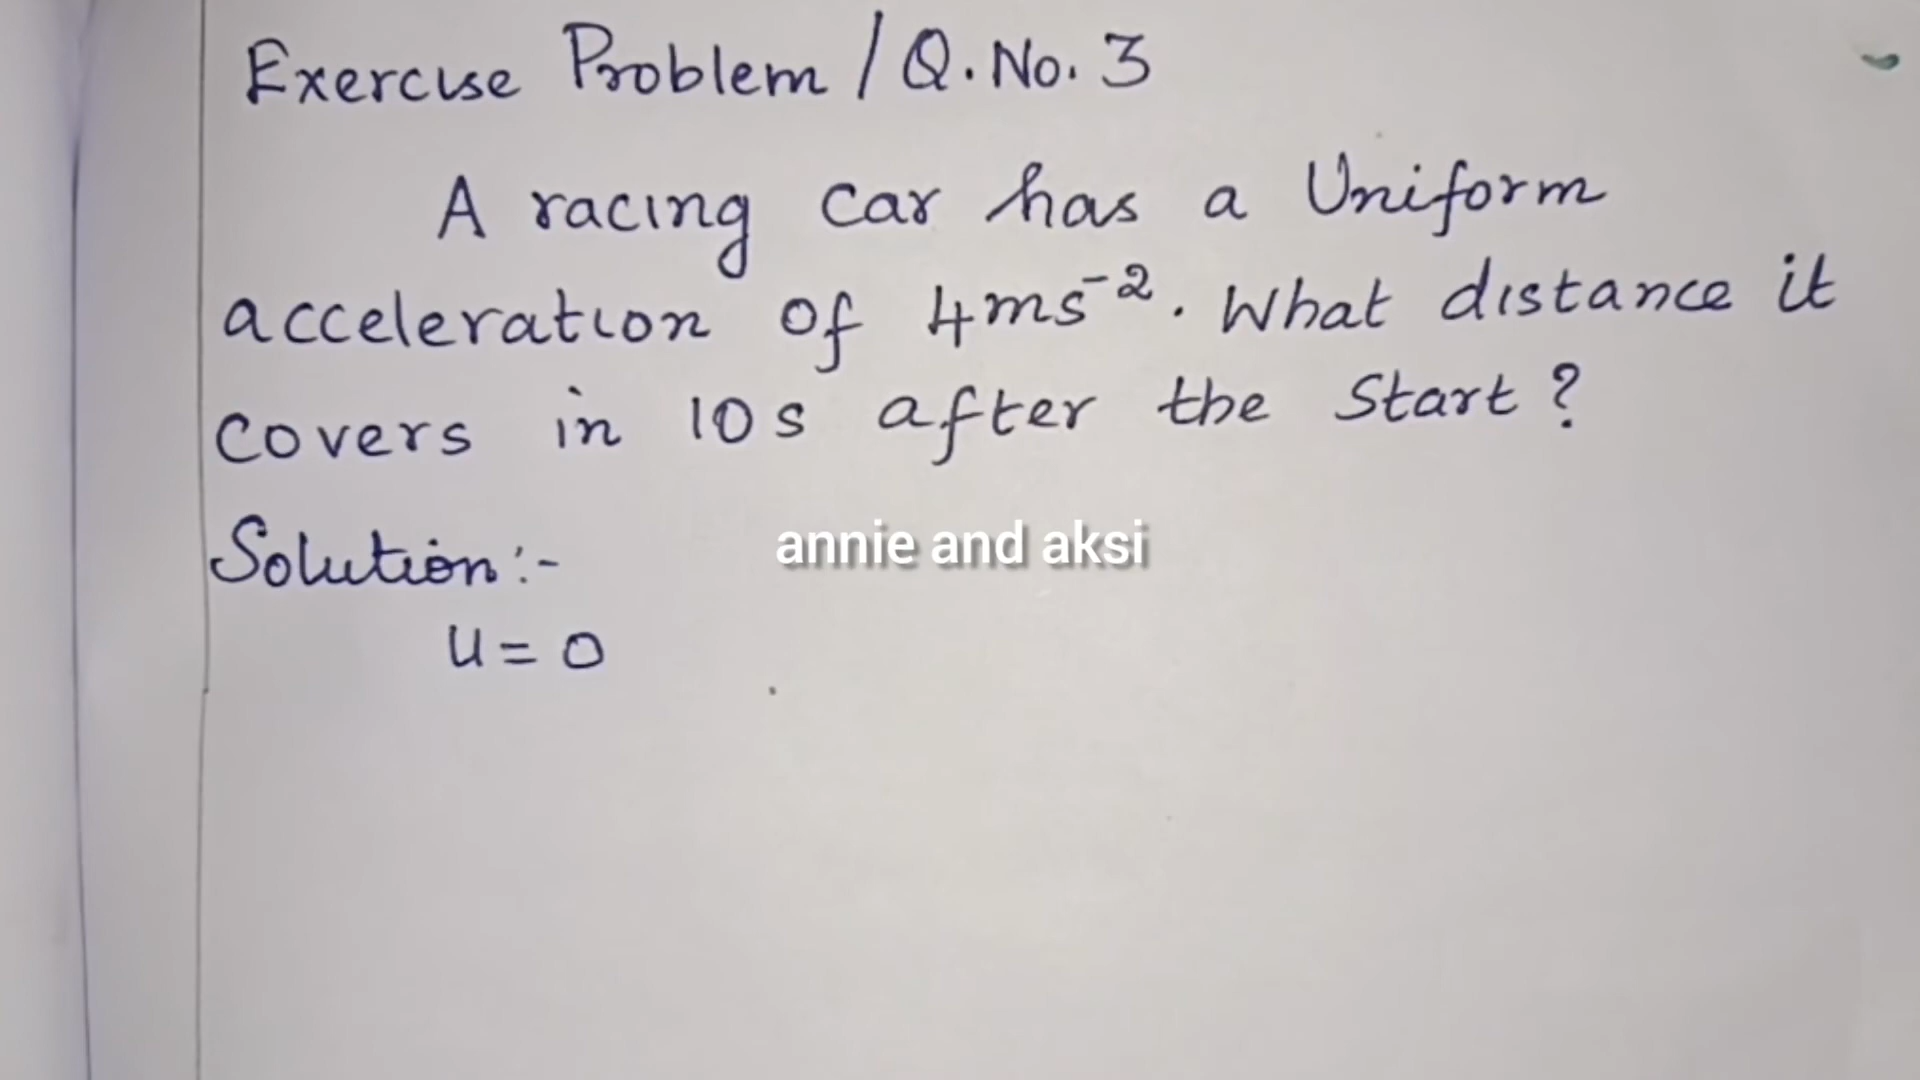 Exercise Problem / Q. No. 3
A racing car has a Uniform
acceleration of 4ms⁻². What distance it
covers in 10s after the Start?
Solution:-
annie and aksi
u = 0